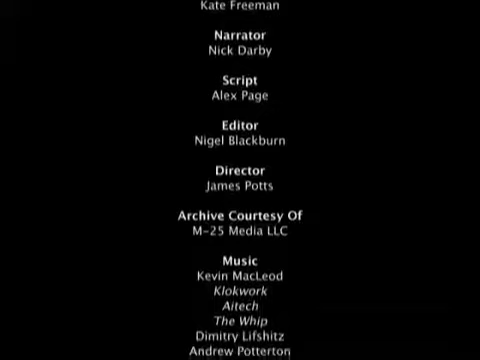 Kate Freeman
Narrator
Nick Darby
Script
Alex Page
Editor
Nigel Blackburn
Director
James Potts
Archive Courtesy Of
M-25 Media LLC
Music
Kevin MacLeod
Klokwork
Aitech
The Whip
Dimitry Lifshitz
Andrew Potterton